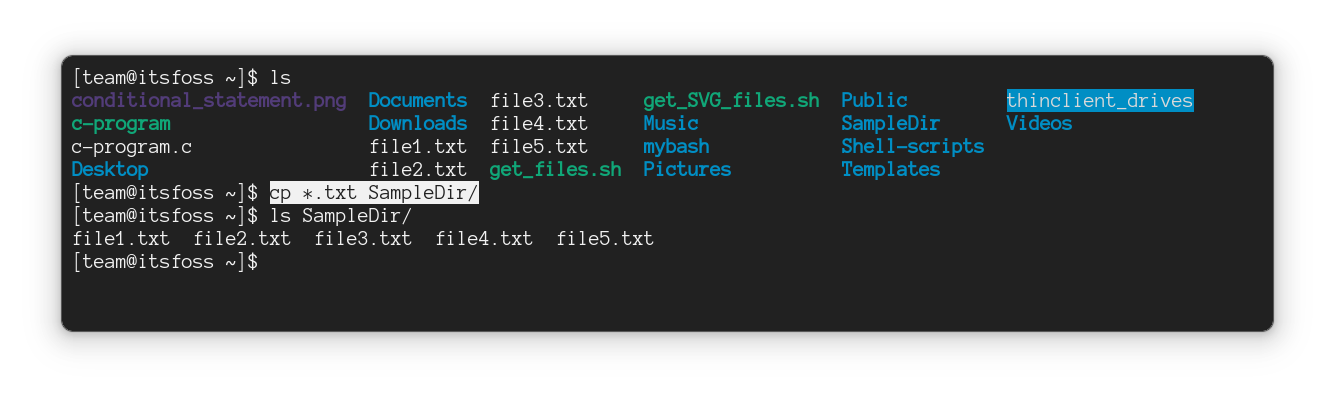 [team@itsfoss ~]$ ls
conditional_statement.png  Documents  file3.txt     get_SVG_files.sh  Public         thinclient_drives
c-program                  Downloads  file4.txt     Music             SampleDir      Videos
c-program.c                file1.txt  file5.txt     mybash            Shell-scripts
Desktop                    file2.txt  get_files.sh  Pictures          Templates
[team@itsfoss ~]$ cp *.txt SampleDir/
[team@itsfoss ~]$ ls SampleDir/
file1.txt  file2.txt  file3.txt  file4.txt  file5.txt
[team@itsfoss ~]$